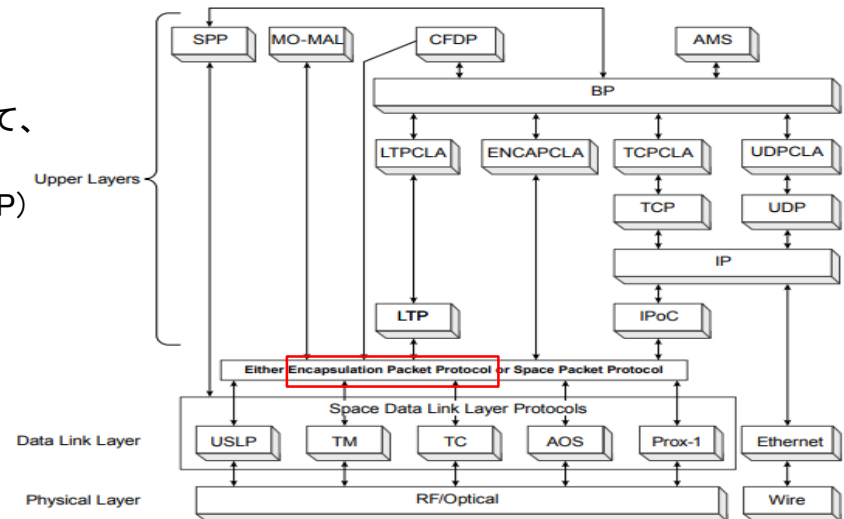 SPP MO-MAL CFDP AMS
BP
て、
LTPCLA ENCAPCLA TCPCLA UDPCLA
Upper Layers
P）
TCP UDP
IP
LTP IPoC
Either Encapsulation Packet Protocol or Space Packet Protocol
Space Data Link Layer Protocols
Data Link Layer USLP TM TC AOS Prox-1 Ethernet
Physical Layer RF/Optical Wire